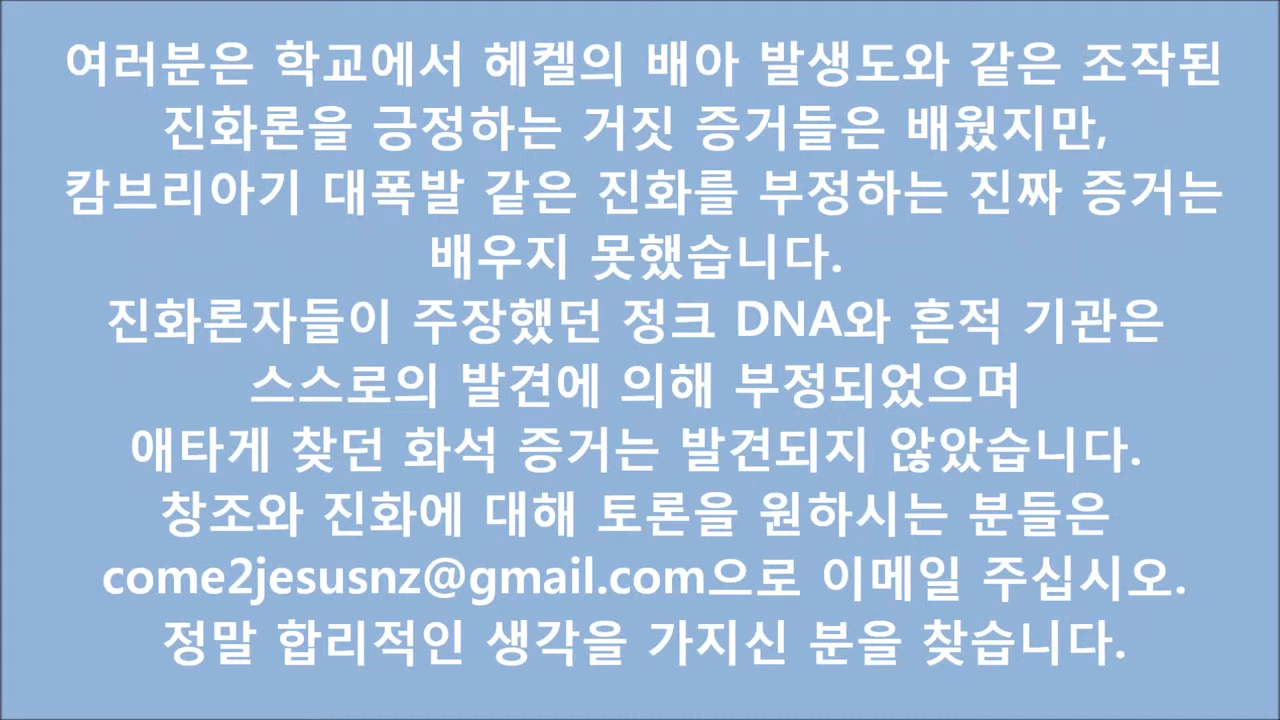 여러분은 학교에서 헤켈의 배아 발생도와 같은 조작된
진화론을 긍정하는 거짓 증거들은 배웠지만,
캄브리아기 대폭발 같은 진화를 부정하는 진짜 증거는
배우지 못했습니다.
진화론자들이 주장했던 정크 DNA와 흔적 기관은
스스로의 발견에 의해 부정되었으며
애타게 찾던 화석 증거는 발견되지 않았습니다.
창조와 진화에 대해 토론을 원하시는 분들은
come2jesusnz@gmail.com으로 이메일 주십시오.
정말 합리적인 생각을 가지신 분을 찾습니다.